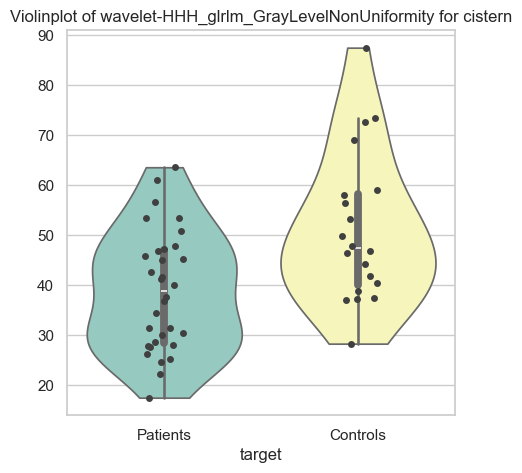 Violinplot of wavelet-HHH_glrlm_GrayLevelNonUniformity for cistern
90
80
70
60
50
40
30
20
Patients Controls
target